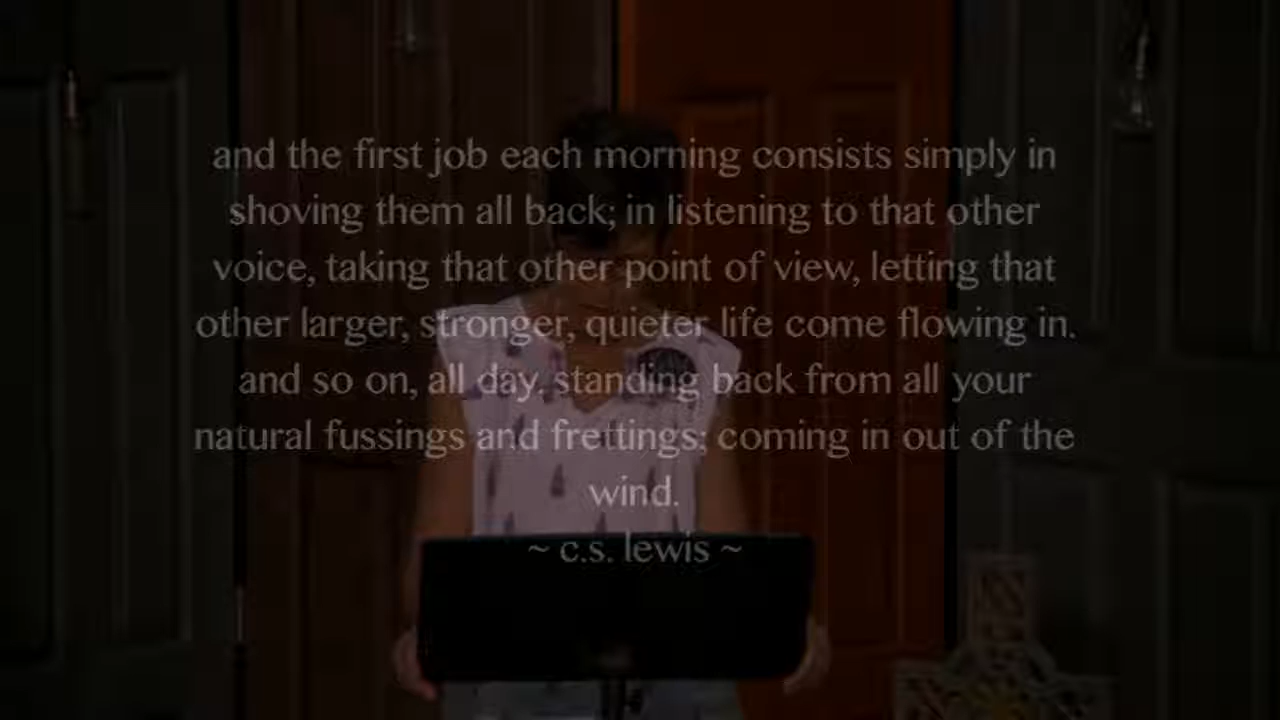 and the first job each morning consists simply in
shoving them all back; in listening to that other
voice, taking that other point of view, letting that
other larger, stronger, quieter life come flowing in.
and so on, all day. standing back from all your
natural fussings and frettings; coming in out of the
wind.
~ c.s. lewis ~